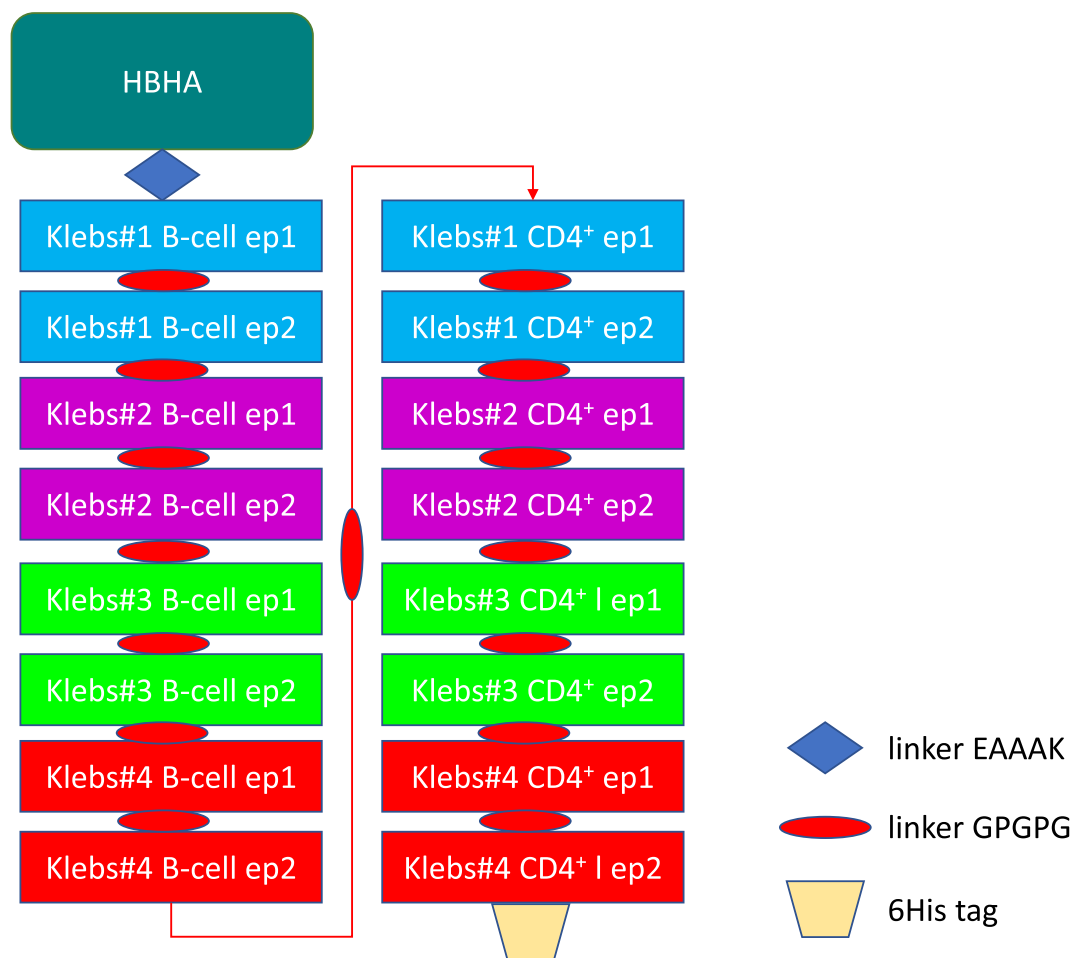 HBHA
Klebs#1 B-cell ep1
Klebs#1 B-cell ep2
Klebs#2 B-cell ep1
Klebs#2 B-cell ep2
Klebs#3 B-cell ep1
Klebs#3 B-cell ep2
Klebs#4 B-cell ep1
Klebs#4 B-cell ep2
Klebs#1 CD4⁺ ep1
Klebs#1 CD4⁺ ep2
Klebs#2 CD4⁺ ep1
Klebs#2 CD4⁺ ep2
Klebs#3 CD4⁺ l ep1
Klebs#3 CD4⁺ ep2
Klebs#4 CD4⁺ ep1
Klebs#4 CD4⁺ l ep2
linker EAAAK
linker GPGPG
6His tag